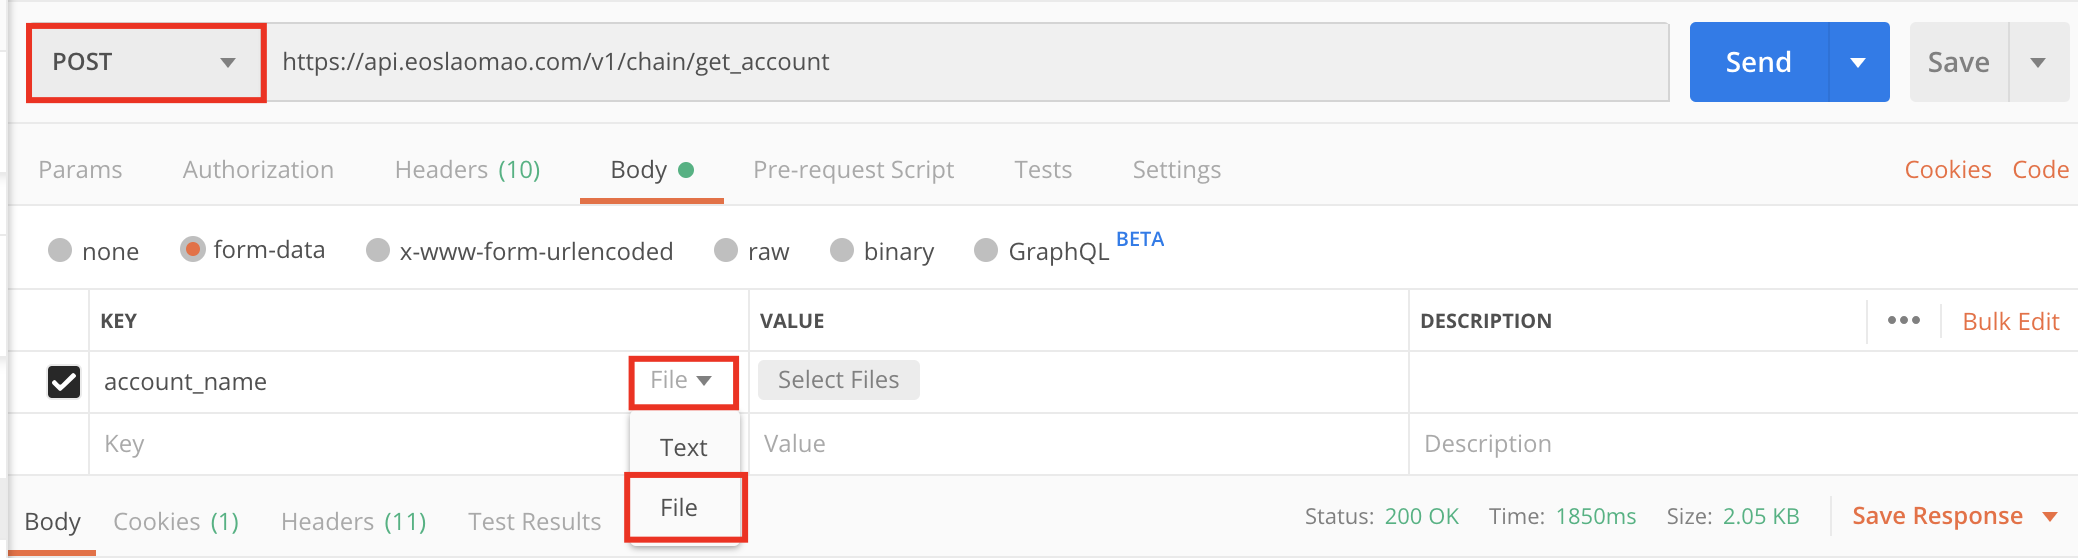 POST https://api.eoslaomao.com/v1/chain/get_account Send Save
Params Authorization Headers (10) Body Pre-request Script Tests Settings Cookies Code
none form-data x-www-form-urlencoded raw binary GraphQL BETA
KEY VALUE DESCRIPTION ••• Bulk Edit
account_name File Select Files
Key Text Value Description
File
Body Cookies (1) Headers (11) Test Results Status: 200 OK Time: 1850ms Size: 2.05 KB Save Response